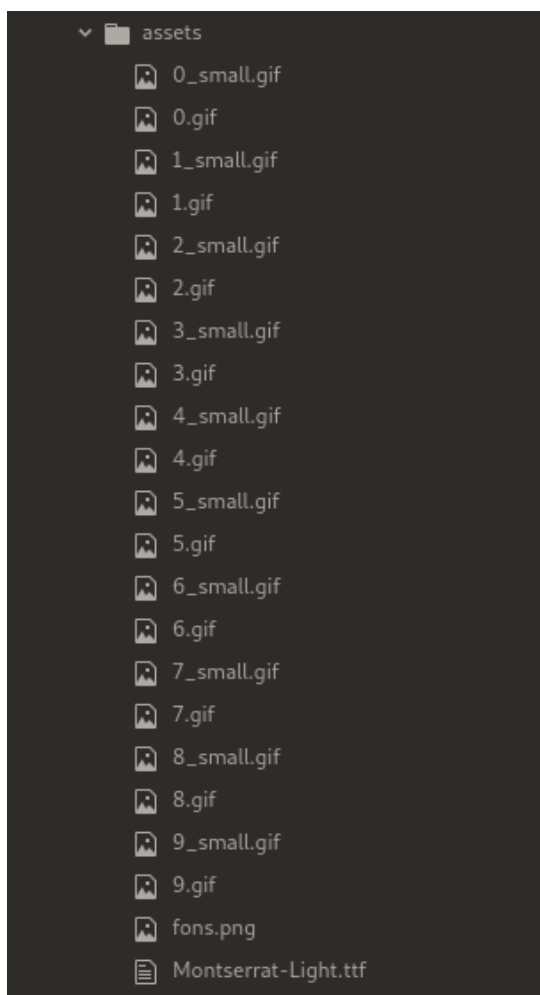 assets
0_small.gif
0.gif
1_small.gif
1.gif
2_small.gif
2.gif
3_small.gif
3.gif
4_small.gif
4.gif
5_small.gif
5.gif
6_small.gif
6.gif
7_small.gif
7.gif
8_small.gif
8.gif
9_small.gif
9.gif
fons.png
Montserrat-Light.ttf